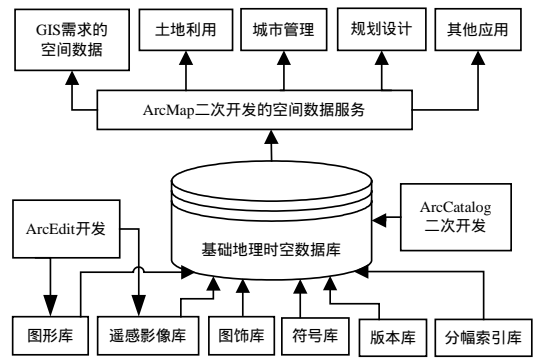 GIS需求的
空间数据
土地利用
城市管理
规划设计
其他应用
ArcMap二次开发的空间数据服务
ArcEdit开发
基础地理时空数据库
ArcCatalog
二次开发
图形库
遥感影像库
图饰库
符号库
版本库
分幅索引库